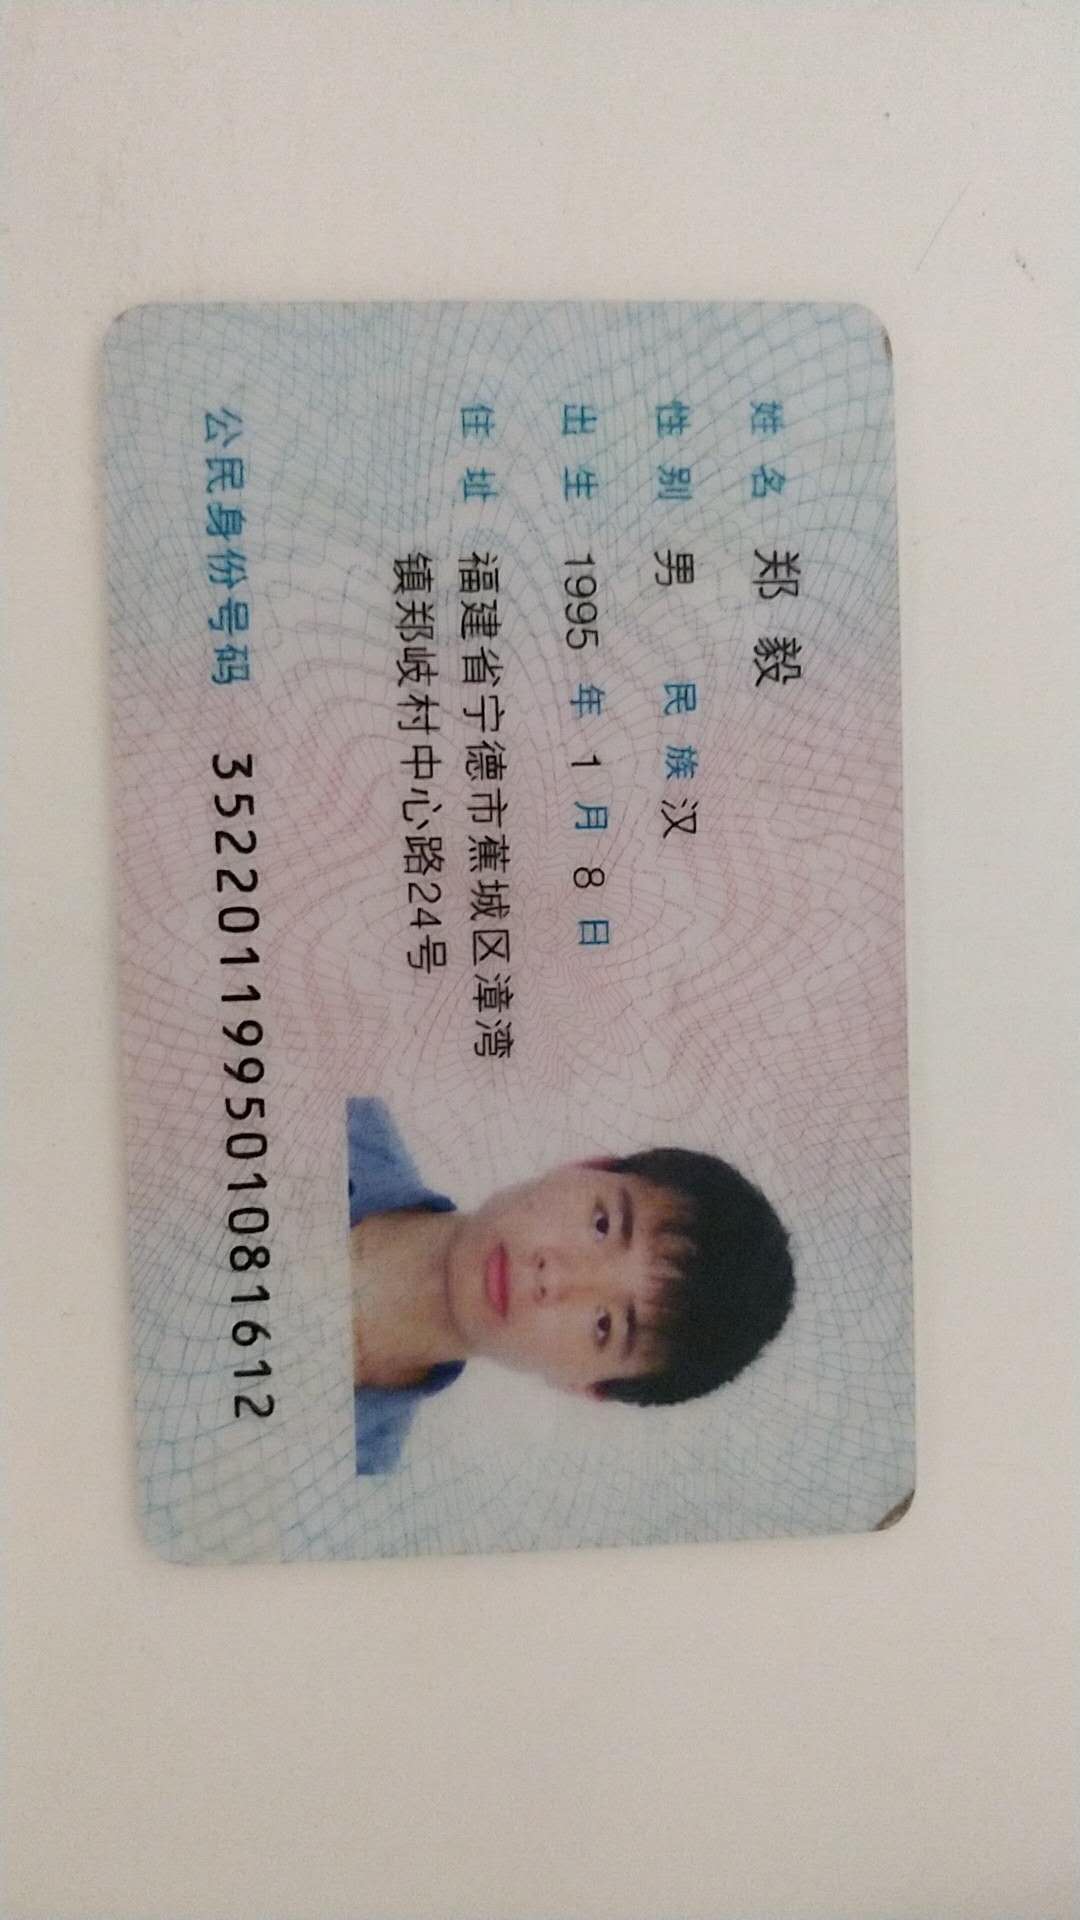 姓名 郑毅
性别 男 民族 汉
出生 1995 年 1 月 8 日
住址 福建省宁德市蕉城区漳湾
镇郑岐村中心路24号
公民身份号码 352201199501081612